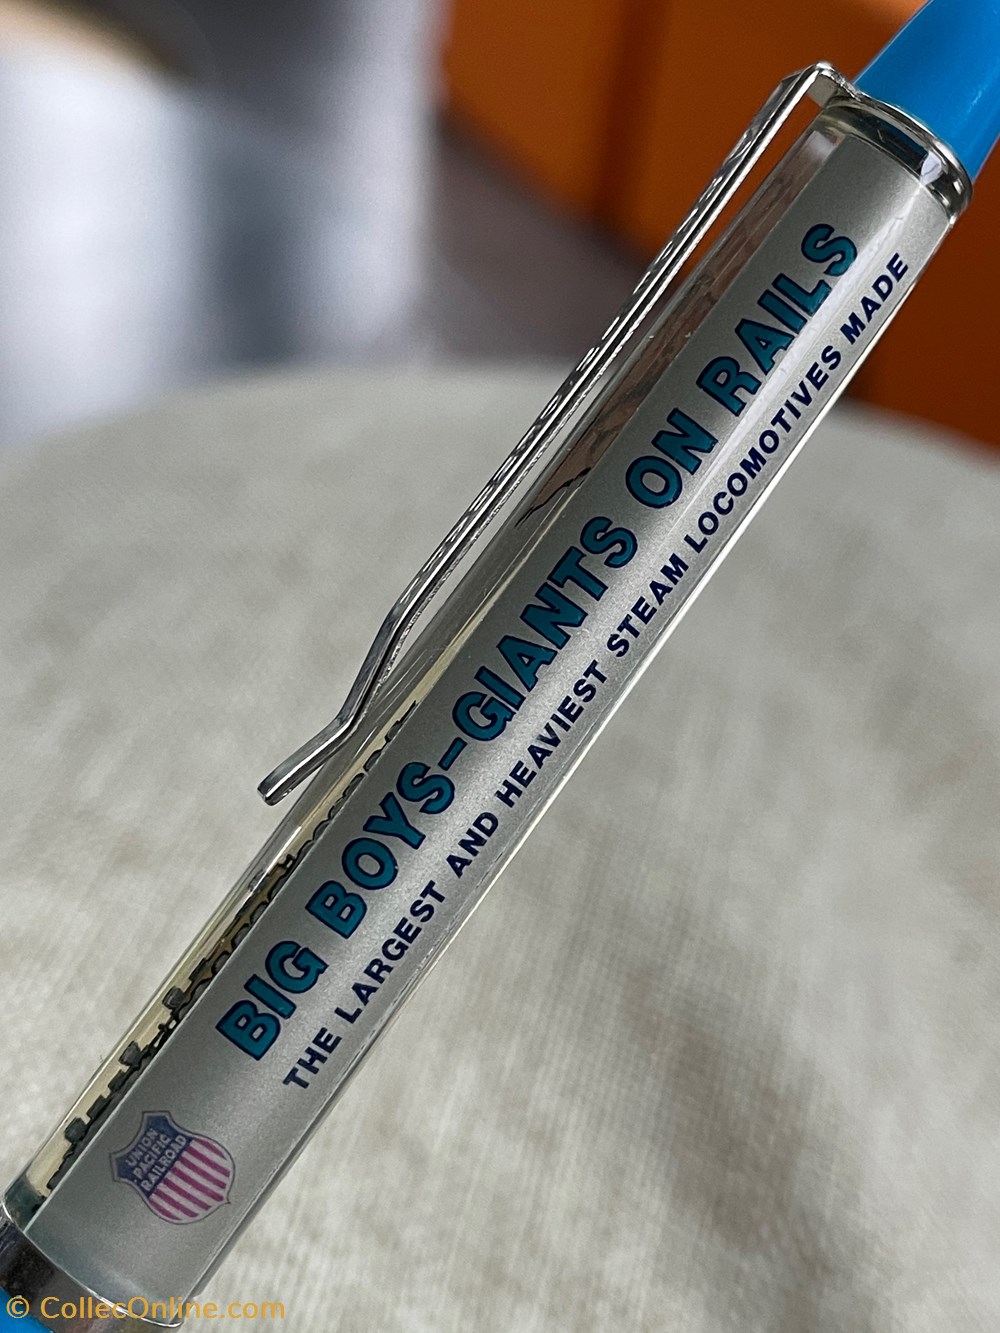 BIG BOYS-GIANTS ON RAILS
THE LARGEST AND HEAVIEST STEAM LOCOMOTIVES MADE
UNION
PACIFIC
RAILROAD
© CollecOnline.com